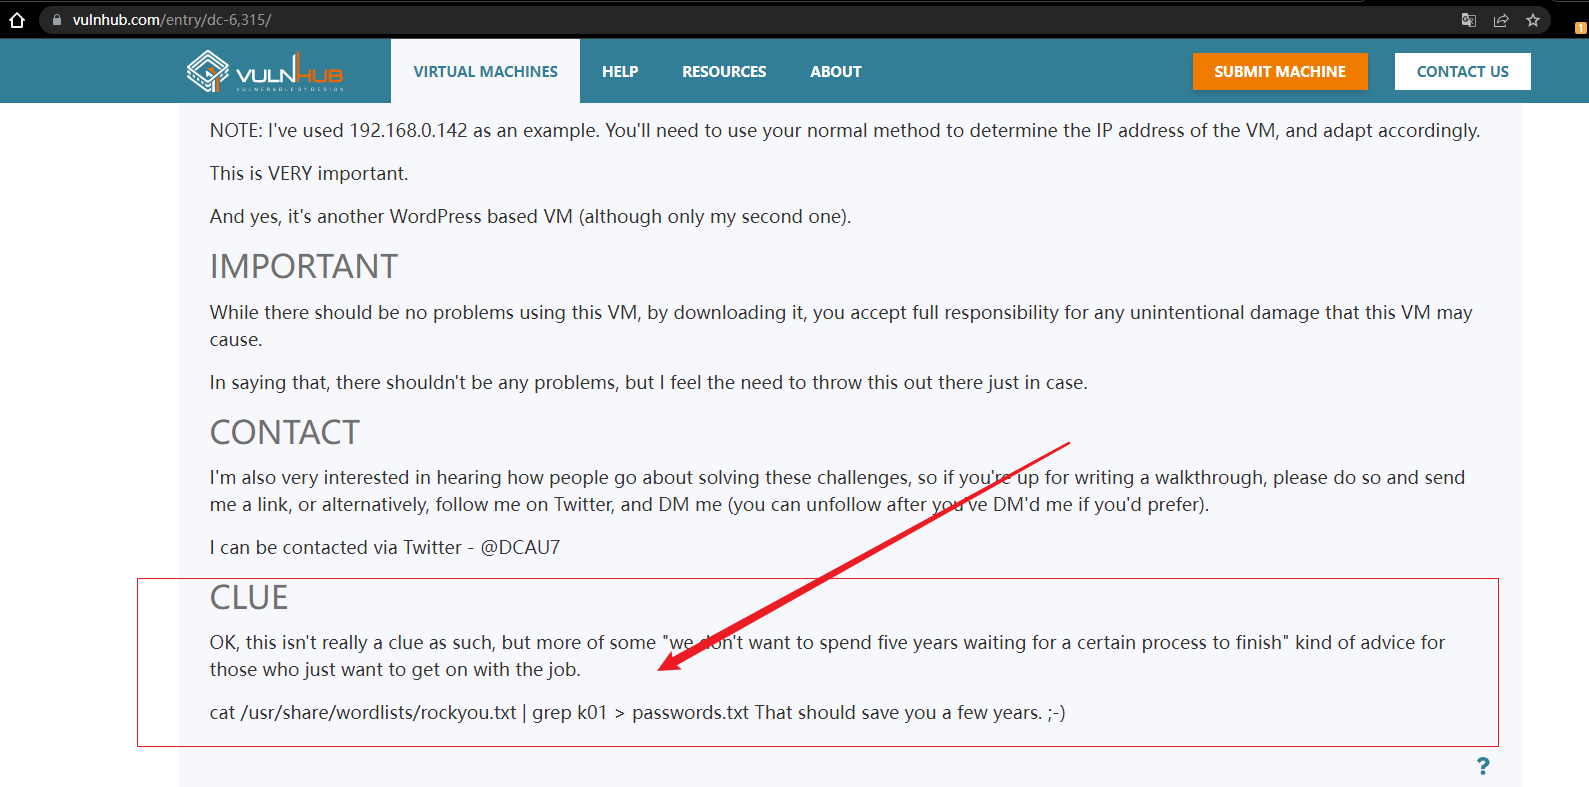 vulnhub.com/entry/dc-6,315/
1
VULNHUB
VULNERABLE BY DESIGN
VIRTUAL MACHINES
HELP
RESOURCES
ABOUT
SUBMIT MACHINE
CONTACT US
NOTE: I've used 192.168.0.142 as an example. You'll need to use your normal method to determine the IP address of the VM, and adapt accordingly.
This is VERY important.
And yes, it's another WordPress based VM (although only my second one).
IMPORTANT
While there should be no problems using this VM, by downloading it, you accept full responsibility for any unintentional damage that this VM may
cause.
In saying that, there shouldn't be any problems, but I feel the need to throw this out there just in case.
CONTACT
I'm also very interested in hearing how people go about solving these challenges, so if you're up for writing a walkthrough, please do so and send
me a link, or alternatively, follow me on Twitter, and DM me (you can unfollow after you've DM'd me if you'd prefer).
I can be contacted via Twitter - @DCAU7
CLUE
OK, this isn't really a clue as such, but more of some "we don't want to spend five years waiting for a certain process to finish" kind of advice for
those who just want to get on with the job.
cat /usr/share/wordlists/rockyou.txt | grep k01 > passwords.txt That should save you a few years. ;-)
?